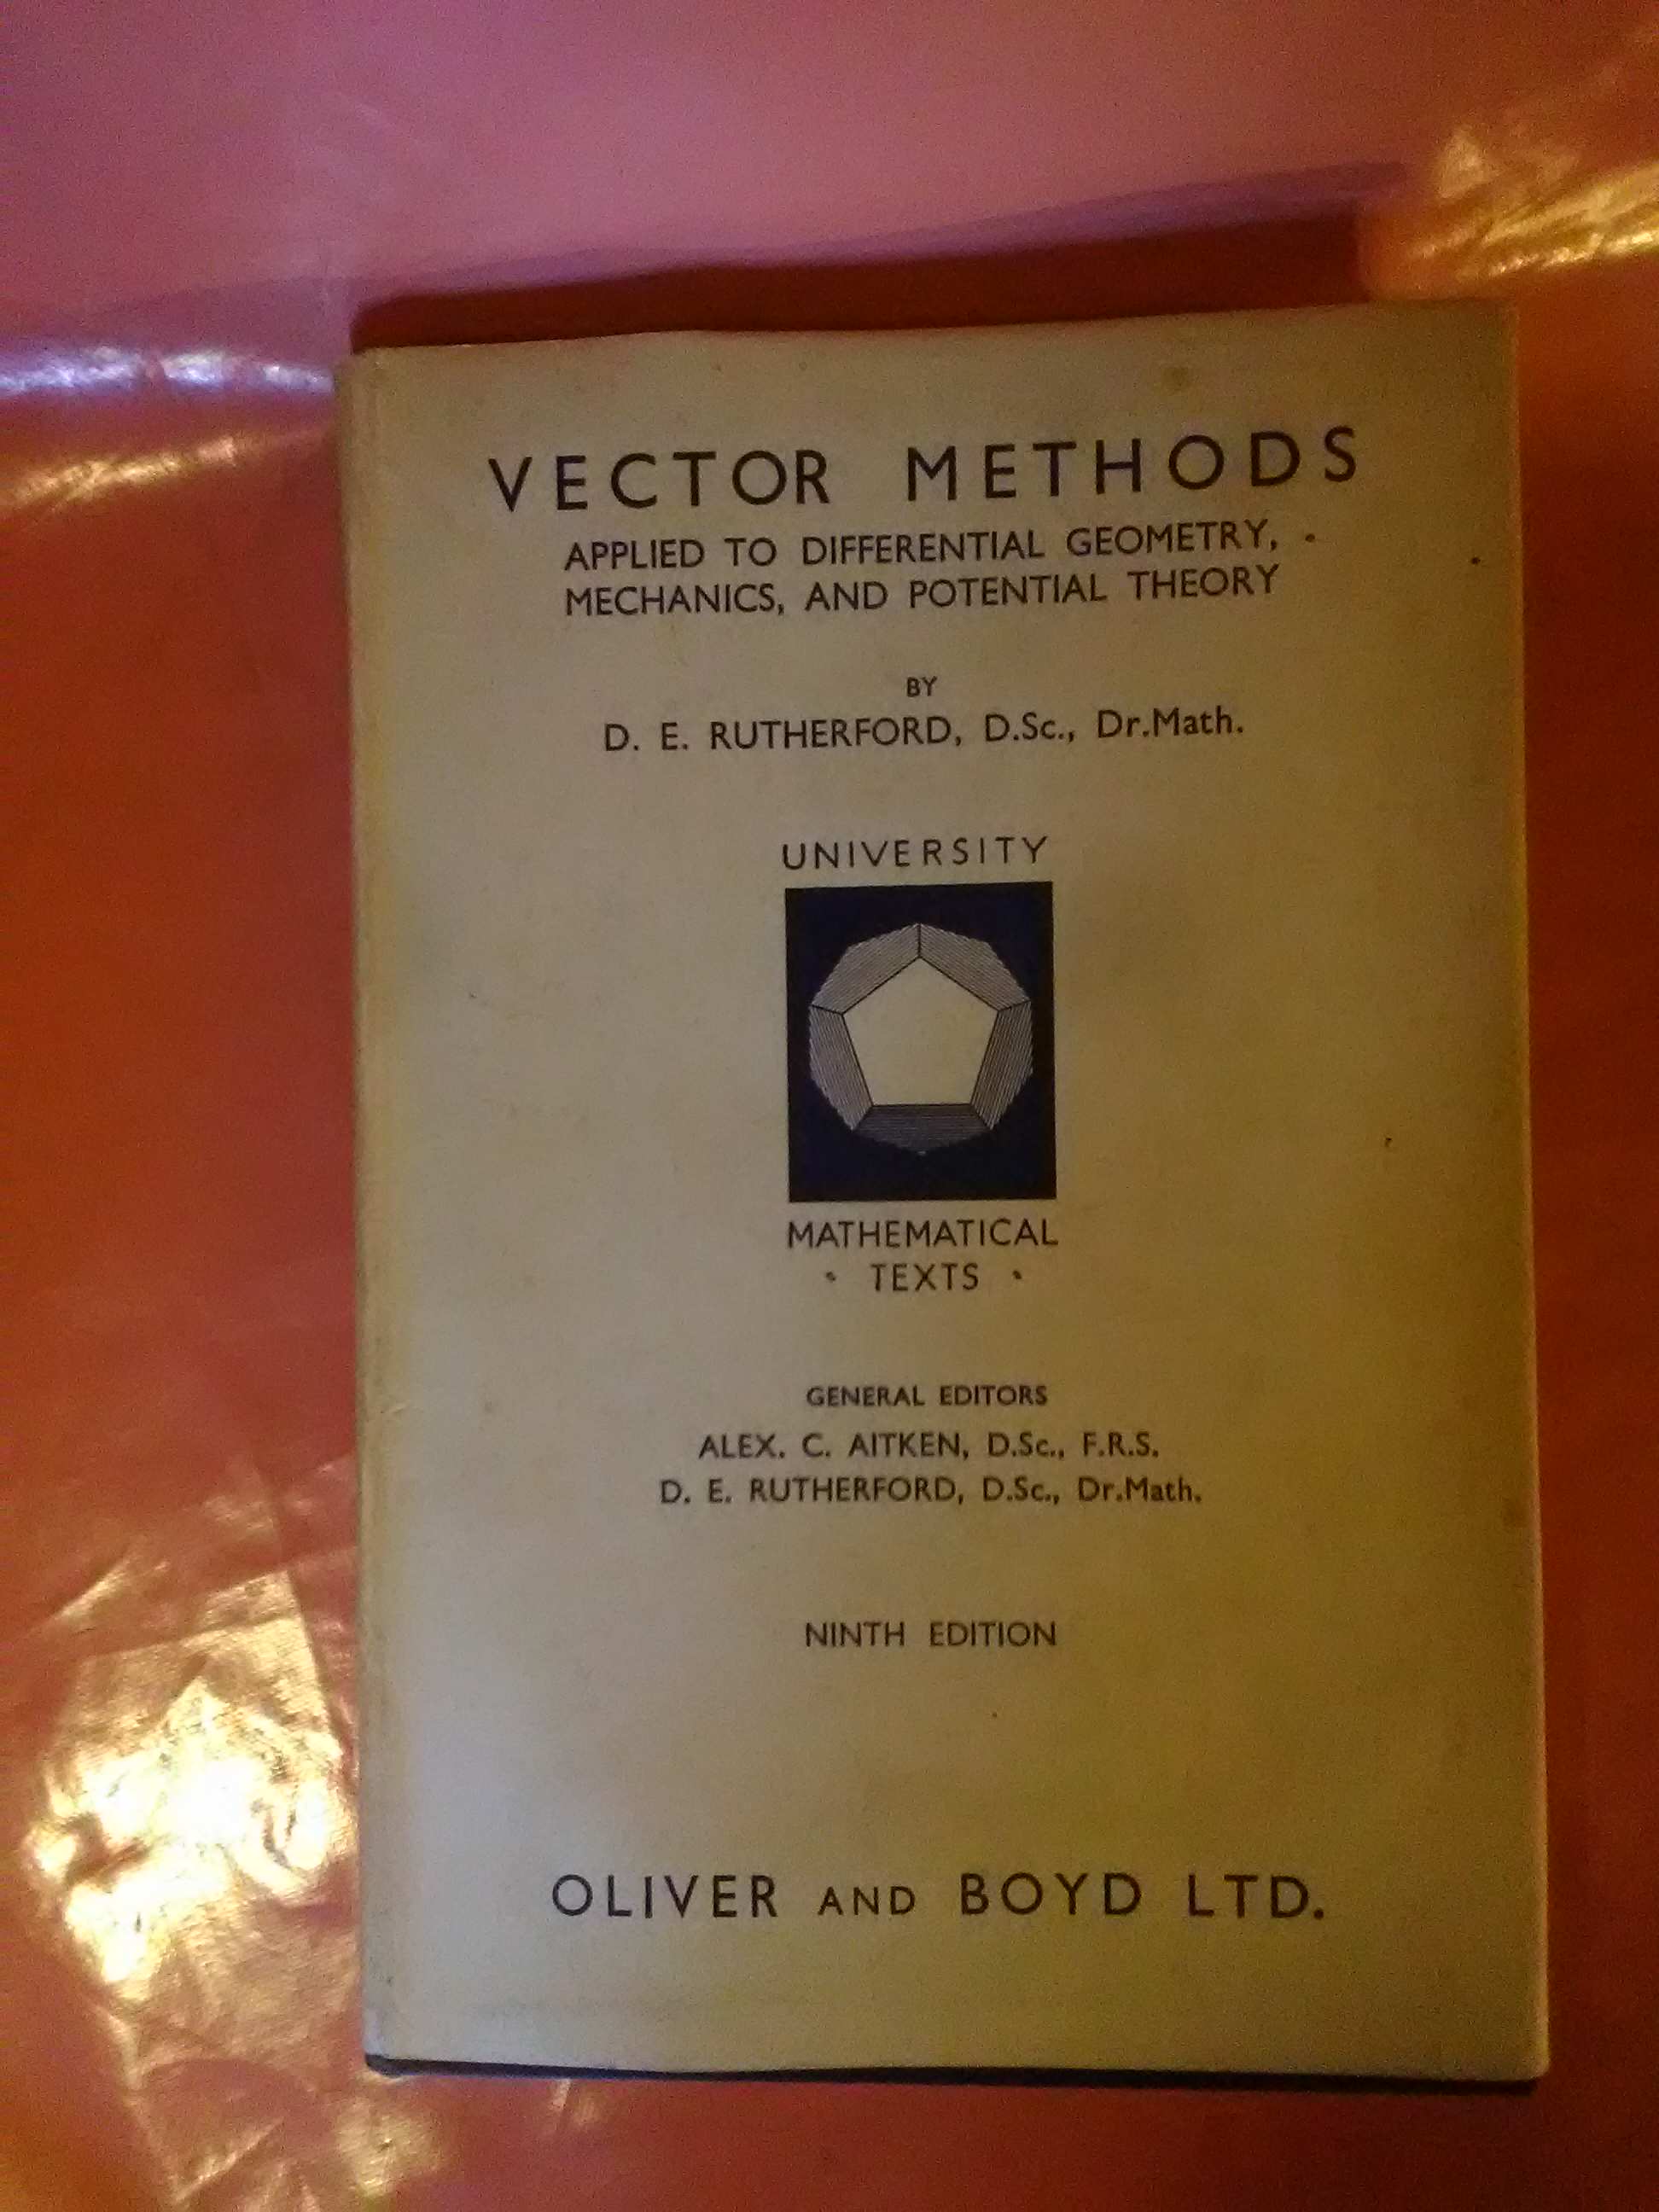 VECTOR METHODS
APPLIED TO DIFFERENTIAL GEOMETRY,
MECHANICS, AND POTENTIAL THEORY
BY
D. E. RUTHERFORD, D.Sc., Dr.Math.
UNIVERSITY
MATHEMATICAL
• TEXTS •
GENERAL EDITORS
ALEX. C. AITKEN, D.Sc., F.R.S.
D. E. RUTHERFORD, D.Sc., Dr.Math.
NINTH EDITION
OLIVER AND BOYD LTD.